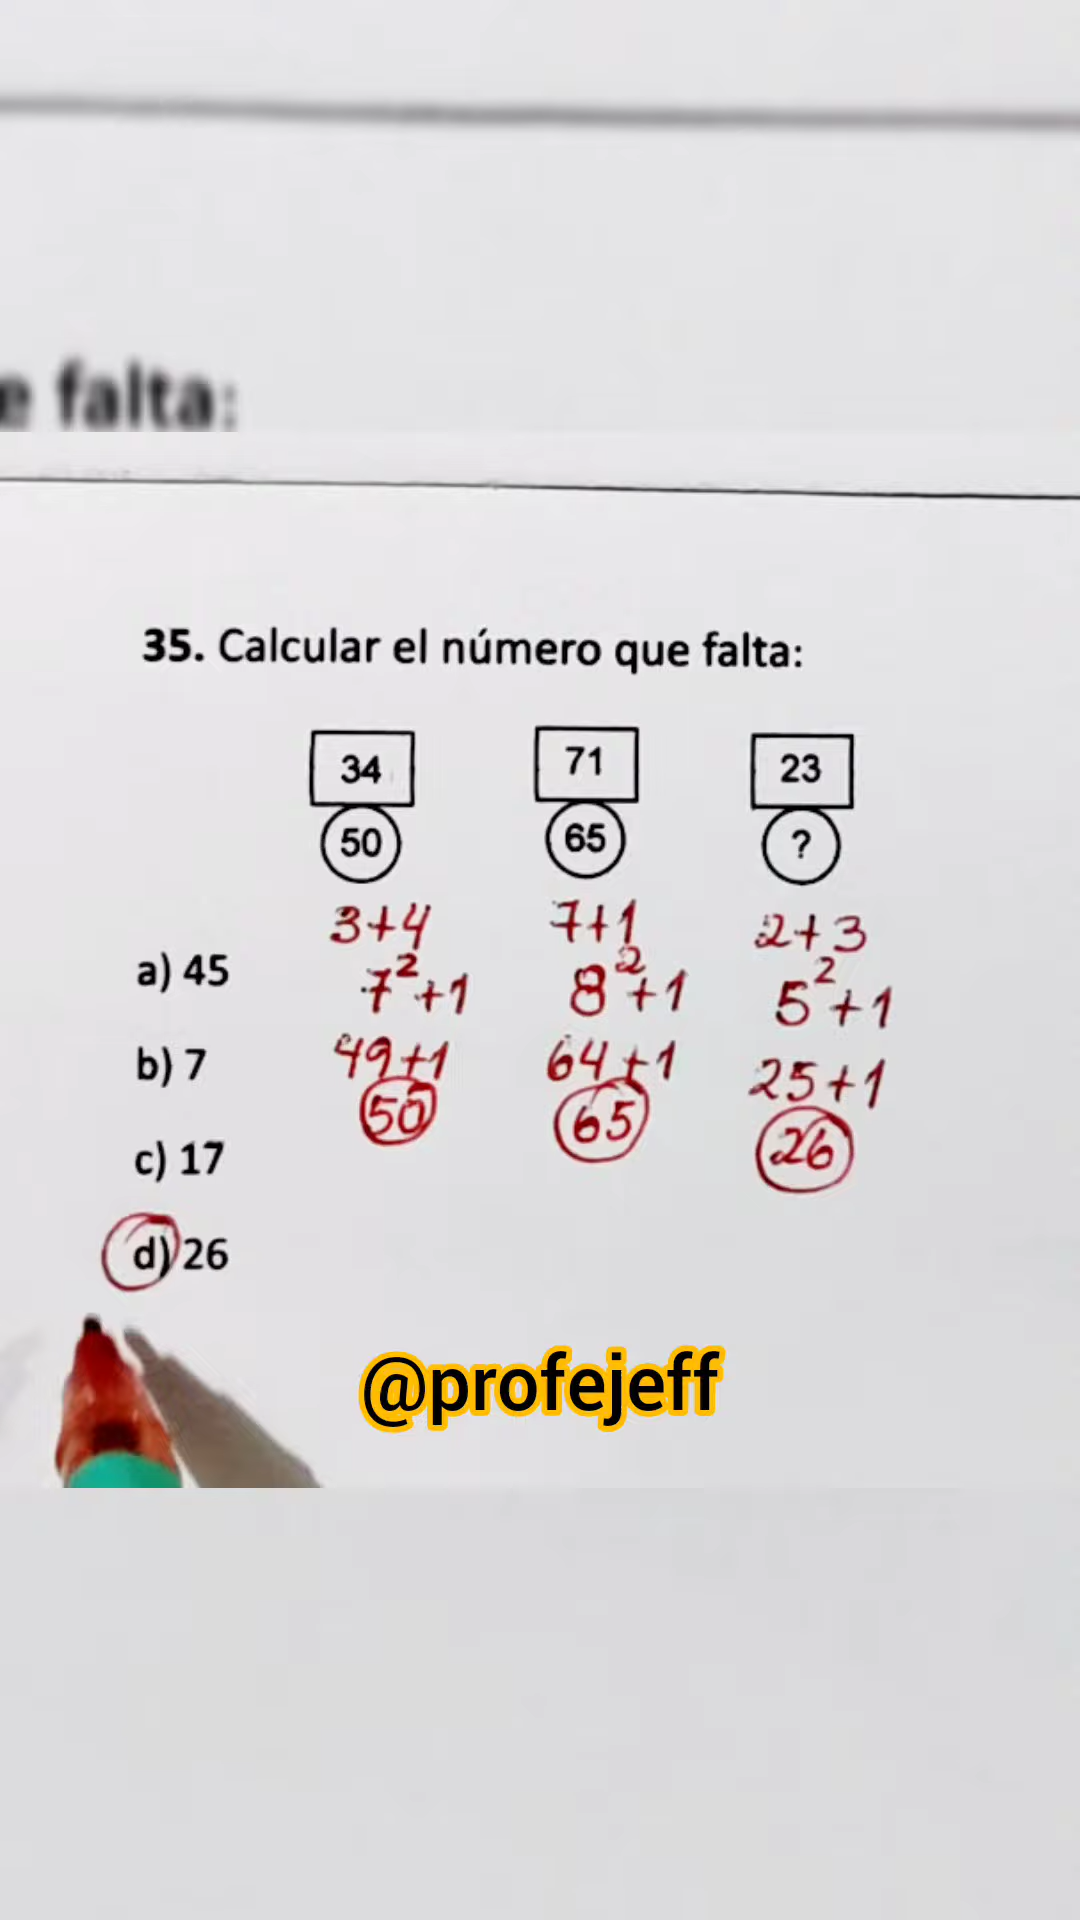 e falta:
35. Calcular el número que falta:
34 71 23
50 65 ?
3+4 7+1 2+3
7²+1 8²+1 5²+1
49+1 64+1 25+1
50 65 26
a) 45
b) 7
c) 17
d) 26
@profejeff